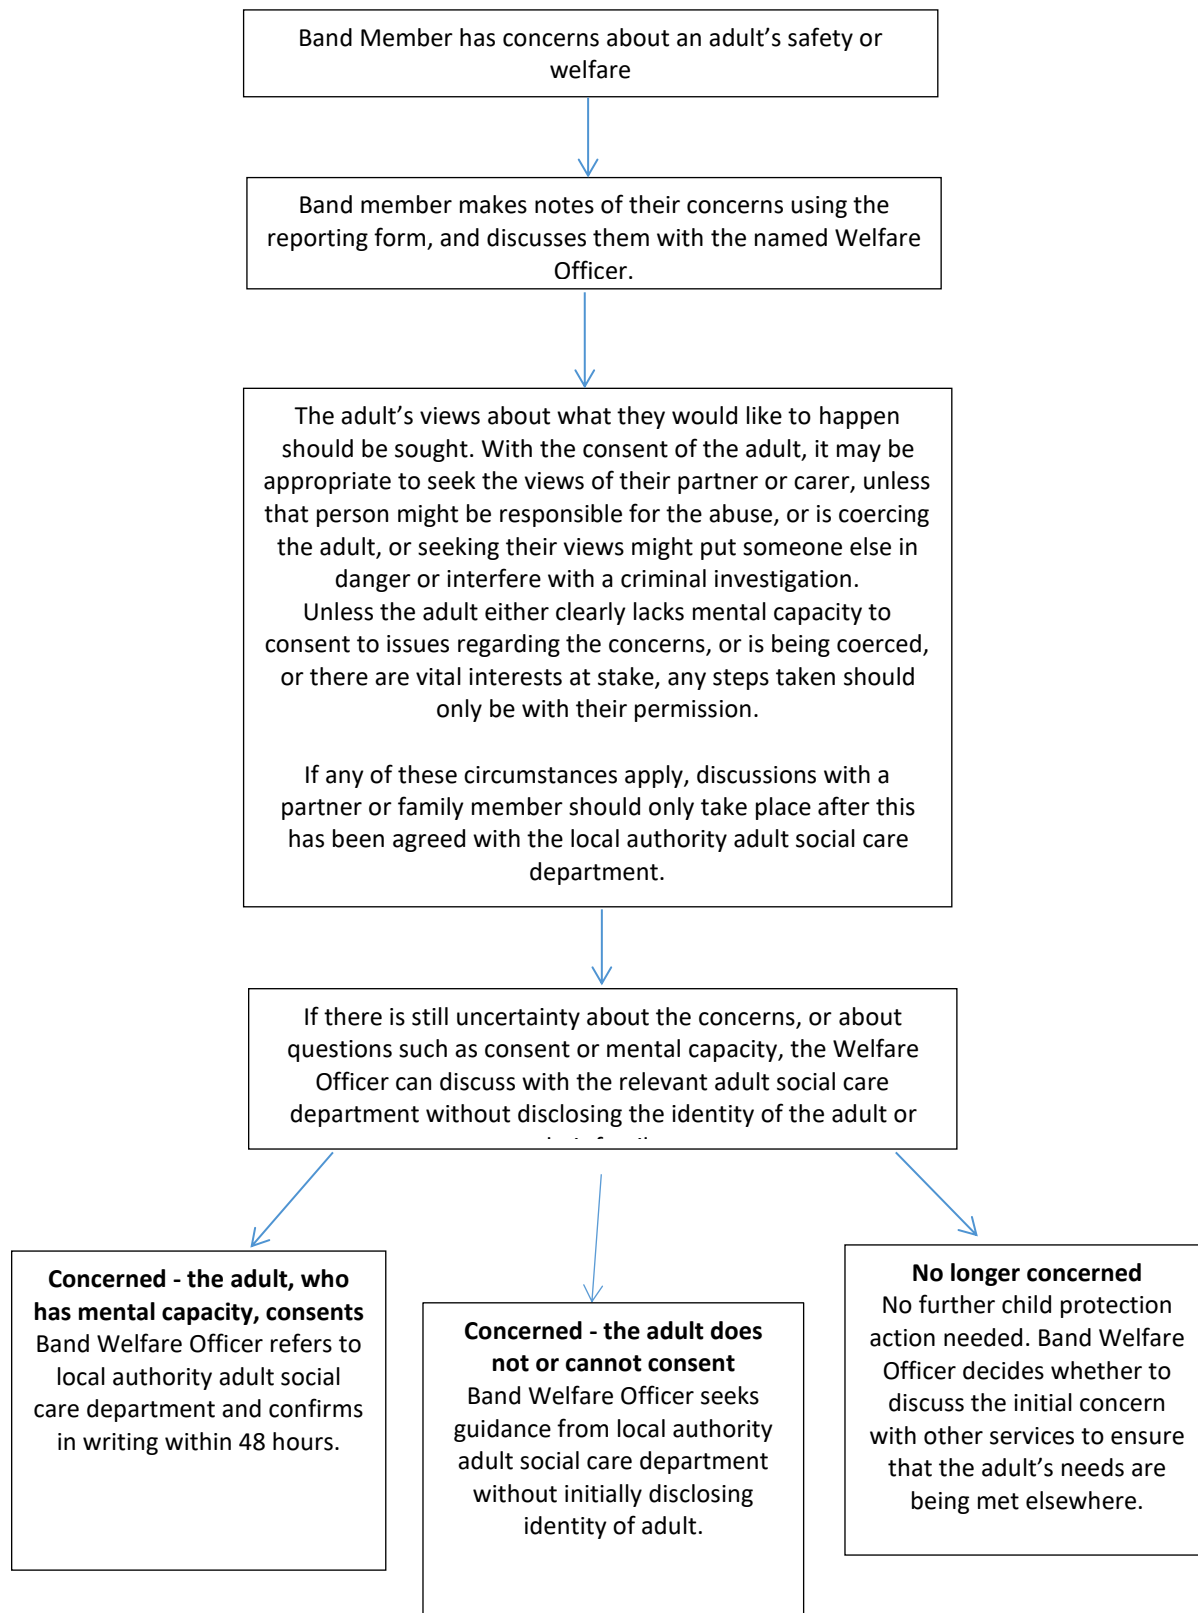 Band Member has concerns about an adult’s safety or
welfare
Band member makes notes of their concerns using the
reporting form, and discusses them with the named Welfare
Officer.
The adult’s views about what they would like to happen
should be sought. With the consent of the adult, it may be
appropriate to seek the views of their partner or carer, unless
that person might be responsible for the abuse, or is coercing
the adult, or seeking their views might put someone else in
danger or interfere with a criminal investigation.
Unless the adult either clearly lacks mental capacity to
consent to issues regarding the concerns, or is being coerced,
or there are vital interests at stake, any steps taken should
only be with their permission.
If any of these circumstances apply, discussions with a
partner or family member should only take place after this
has been agreed with the local authority adult social care
department.
If there is still uncertainty about the concerns, or about
questions such as consent or mental capacity, the Welfare
Officer can discuss with the relevant adult social care
department without disclosing the identity of the adult or
Concerned - the adult, who
has mental capacity, consents
Band Welfare Officer refers to
local authority adult social
care department and confirms
in writing within 48 hours.
Concerned - the adult does
not or cannot consent
Band Welfare Officer seeks
guidance from local authority
adult social care department
without initially disclosing
identity of adult.
No longer concerned
No further child protection
action needed. Band Welfare
Officer decides whether to
discuss the initial concern
with other services to ensure
that the adult’s needs are
being met elsewhere.